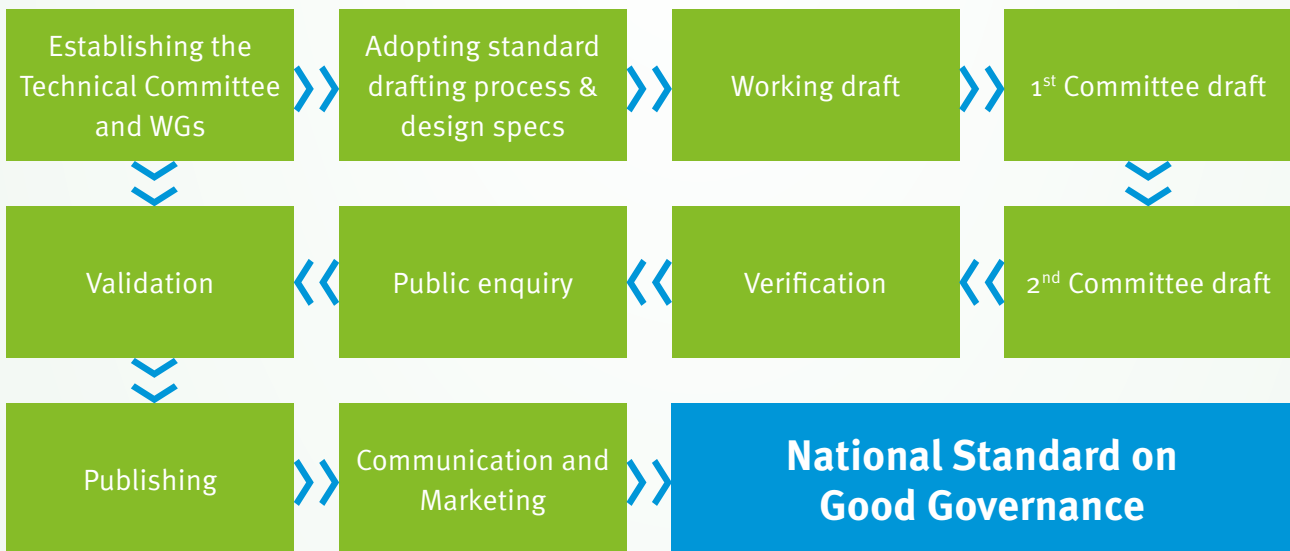 Establishing the
Technical Committee
and WGs
Adopting standard
drafting process &
design specs
Working draft
1st Committee draft
Validation
Public enquiry
Verification
2nd Committee draft
Publishing
Communication and
Marketing
National Standard on
Good Governance